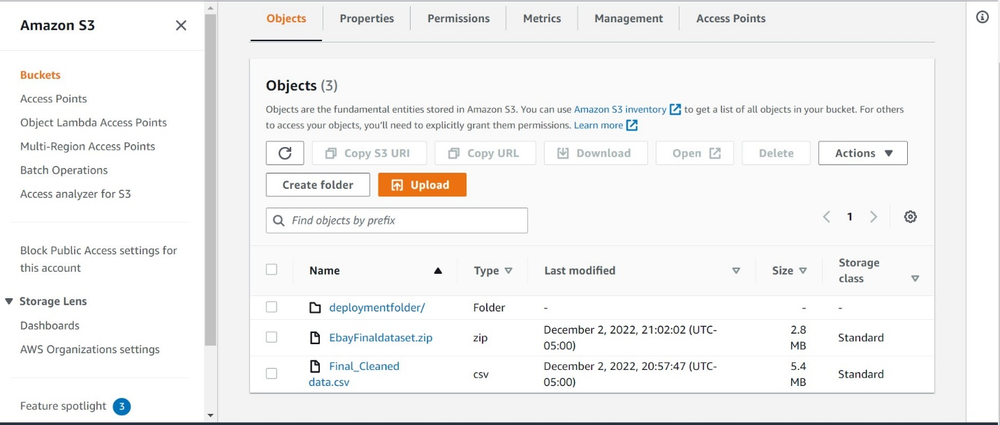 Amazon S3
Buckets
Access Points
Object Lambda Access Points
Multi-Region Access Points
Batch Operations
Access analyzer for S3
Block Public Access settings for
this account
Storage Lens
Dashboards
AWS Organizations settings
Feature spotlight 3
Objects Properties Permissions Metrics Management Access Points
Objects (3)
Objects are the fundamental entities stored in Amazon S3. You can use Amazon S3 inventory to get a list of all objects in your bucket. For others
to access your objects, you'll need to explicitly grant them permissions. Learn more
Copy S3 URI Copy URL Download Open Delete Actions
Create folder Upload
Find objects by prefix
1
Name Type Last modified Size Storage
class
deploymentfolder/ Folder - - -
EbayFinaldataset.zip zip December 2, 2022, 21:02:02 (UTC-
05:00) 2.8
MB Standard
Final_Cleaned
data.csv csv December 2, 2022, 20:57:47 (UTC-
05:00) 5.4
MB Standard